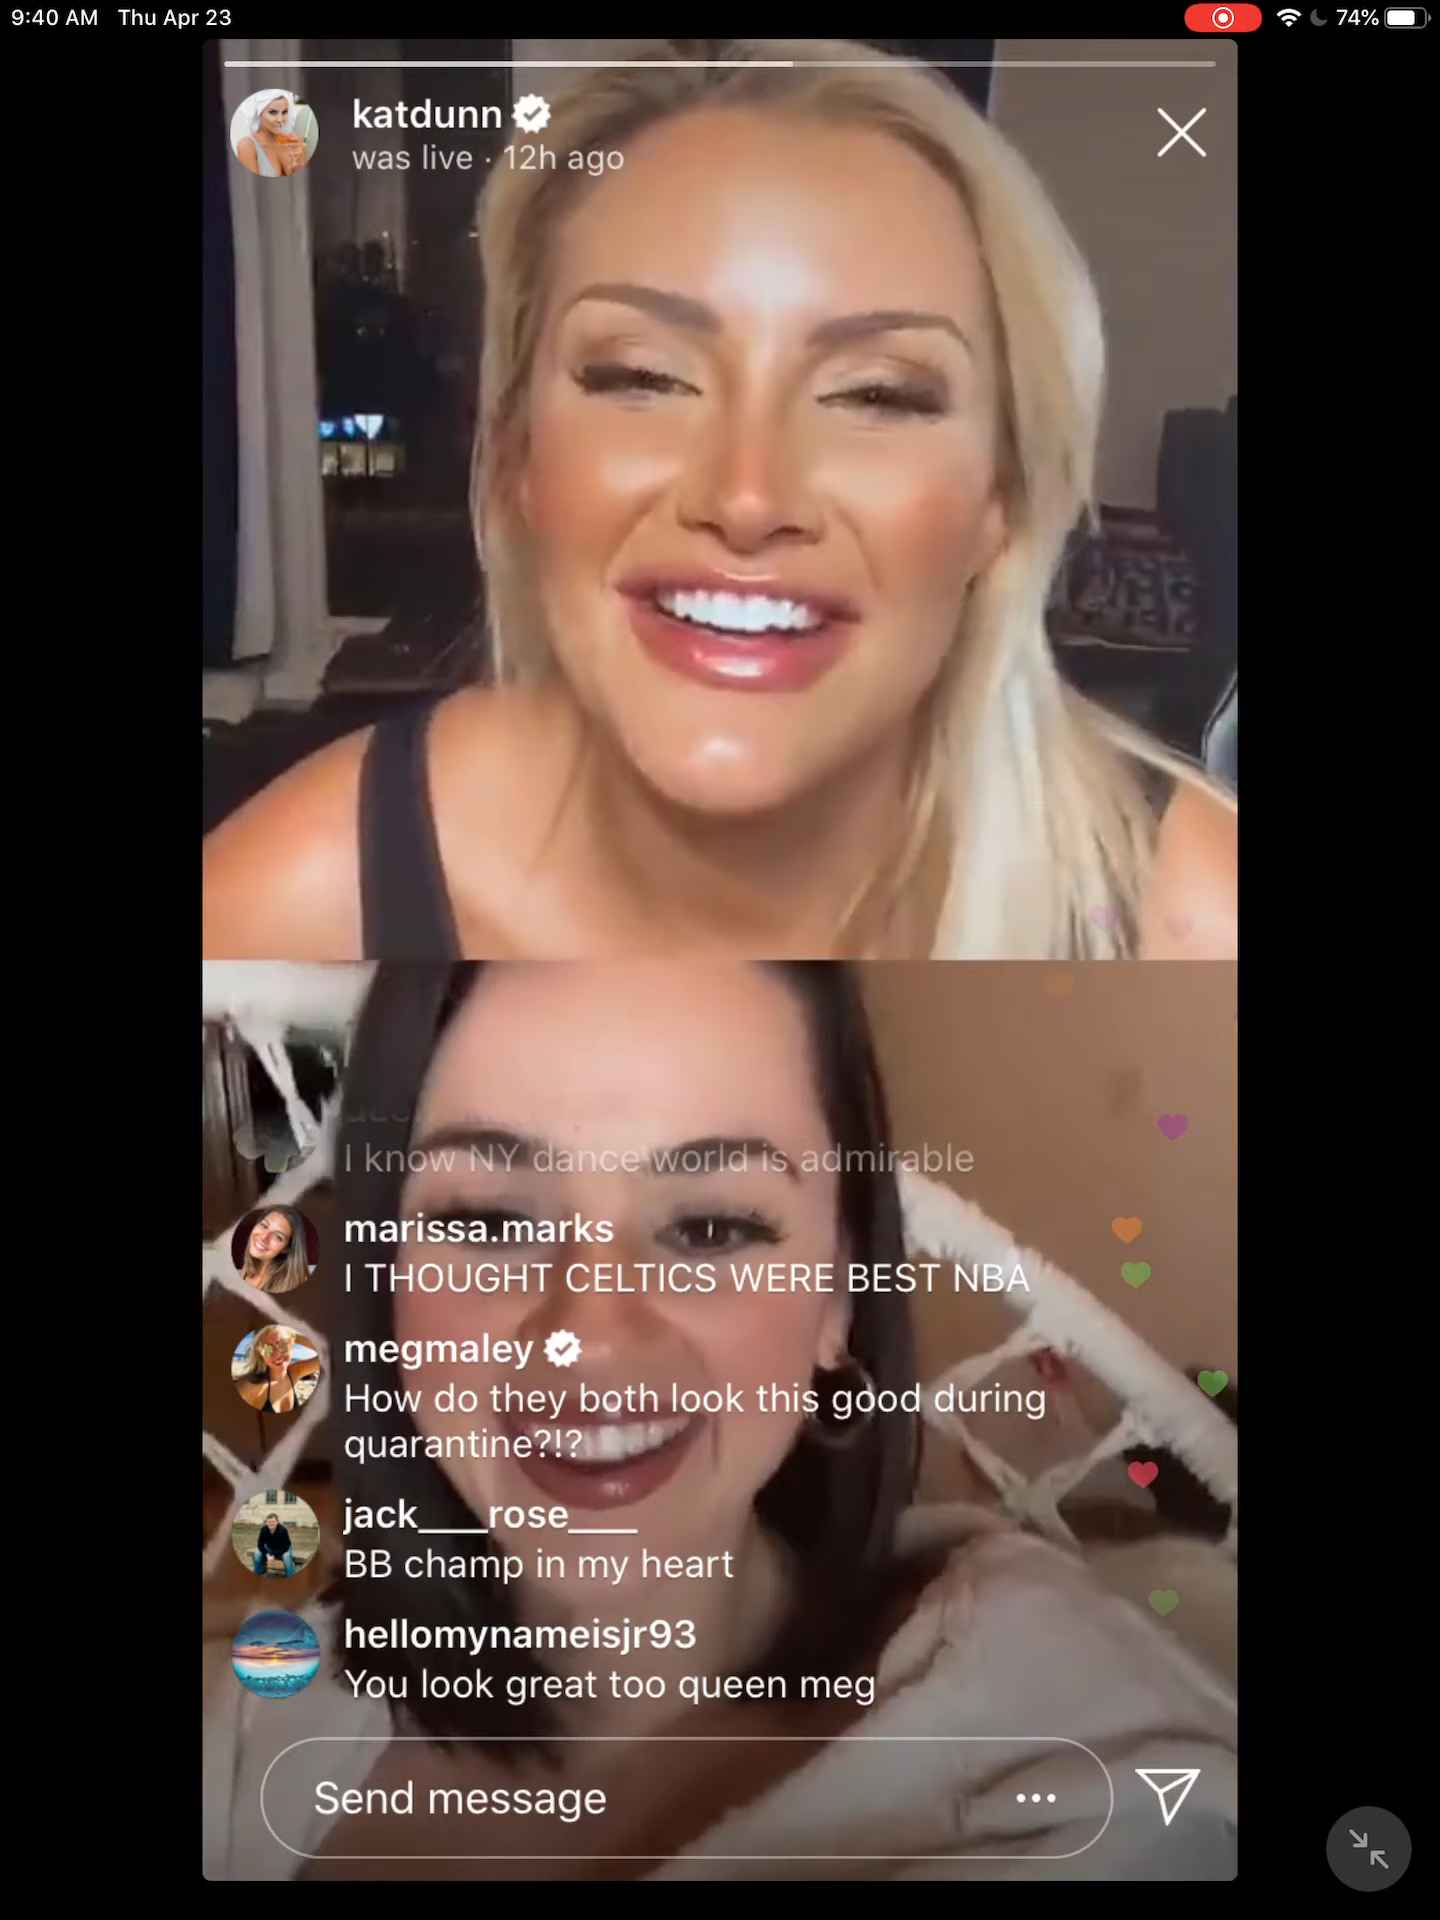 9:40 AM Thu Apr 23
74%
katdunn
was live · 12h ago
I know NY dance world is admirable
marissa.marks
I THOUGHT CELTICS WERE BEST NBA
megmaley
How do they both look this good during
quarantine?!?
jack____rose____
BB champ in my heart
hellomynameisjr93
You look great too queen meg
Send message